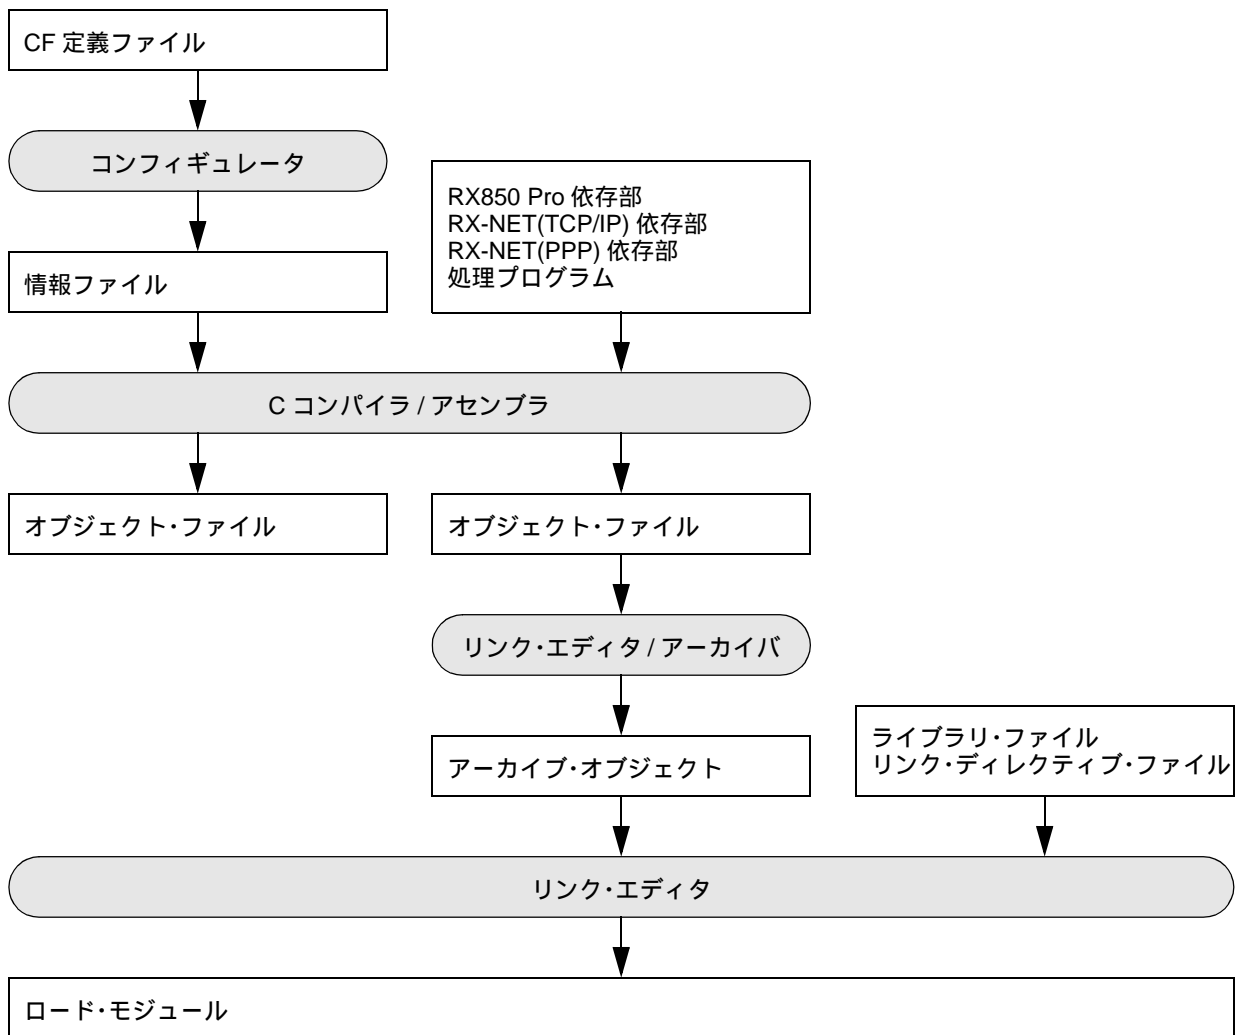 CF 定義ファイル
コンフィギュレータ
RX850 Pro 依存部
RX-NET(TCP/IP) 依存部
RX-NET(PPP) 依存部
処理プログラム
情報ファイル
C コンパイラ / アセンブラ
オブジェクト・ファイル
オブジェクト・ファイル
リンク・エディタ / アーカイバ
アーカイブ・オブジェクト
ライブラリ・ファイル
リンク・ディレクティブ・ファイル
リンク・エディタ
ロード・モジュール